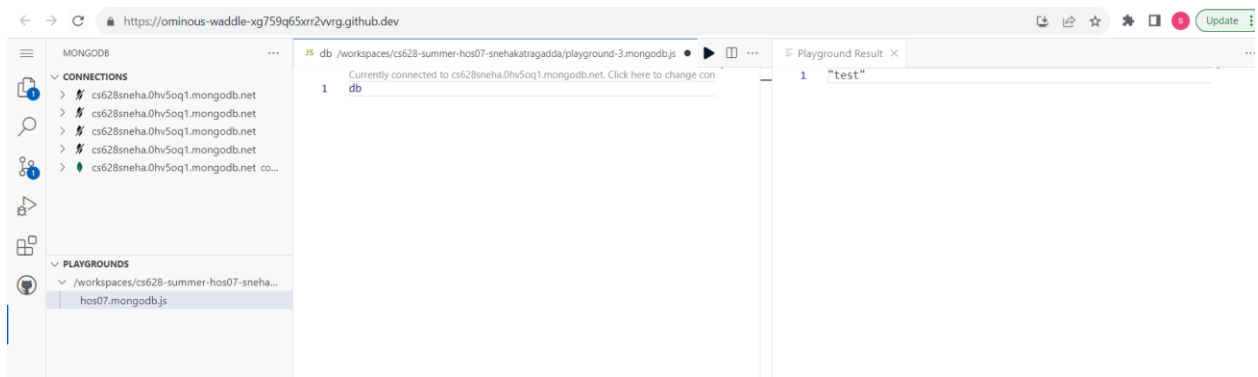 https://ominous-waddle-xg759q65xrr2vvrg.github.dev
S
Update
MONGODB
CONNECTIONS
cs628sneha.0hv5oq1.mongodb.net
cs628sneha.0hv5oq1.mongodb.net
cs628sneha.0hv5oq1.mongodb.net
cs628sneha.0hv5oq1.mongodb.net
cs628sneha.0hv5oq1.mongodb.net co...
1
1
PLAYGROUNDS
/workspaces/cs628-summer-hos07-sneha...
hos07.mongodb.js
JS db /workspaces/cs628-summer-hos07-snehakatragadda/playground-3.mongodb.js
Currently connected to cs628sneha.0hv5oq1.mongodb.net. Click here to change con
1 db
Playground Result
1 "test"